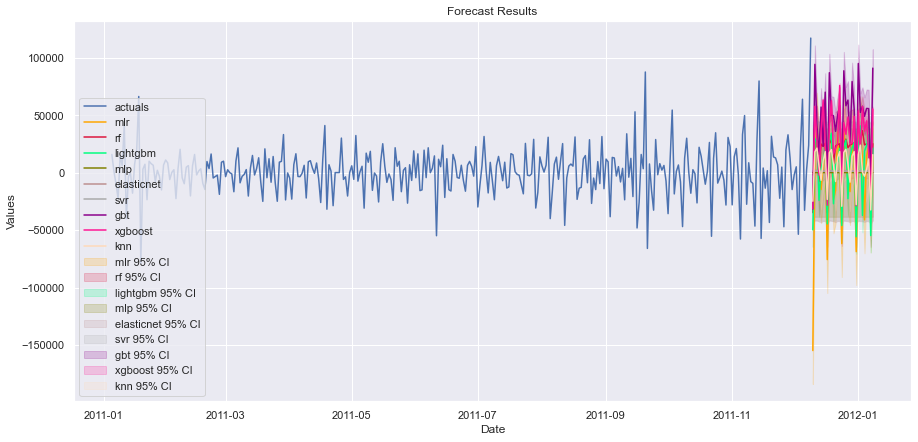 Forecast Results
100000
50000
0
−50000
−100000
−150000
Values
actuals
mlr
rf
lightgbm
mlp
elasticnet
svr
gbt
xgboost
knn
mlr 95% CI
rf 95% CI
lightgbm 95% CI
mlp 95% CI
elasticnet 95% CI
svr 95% CI
gbt 95% CI
xgboost 95% CI
knn 95% CI
2011-01
2011-03
2011-05
2011-07
2011-09
2011-11
2012-01
Date